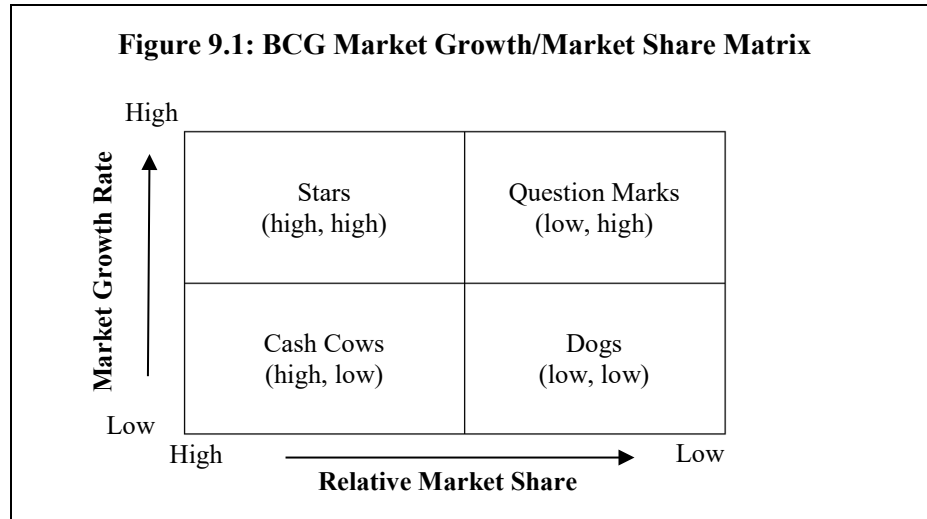 Figure 9.1: BCG Market Growth/Market Share Matrix
High
Market Growth Rate
Stars
(high, high)
Question Marks
(low, high)
Cash Cows
(high, low)
Dogs
(low, low)
Low
High
Low
Relative Market Share